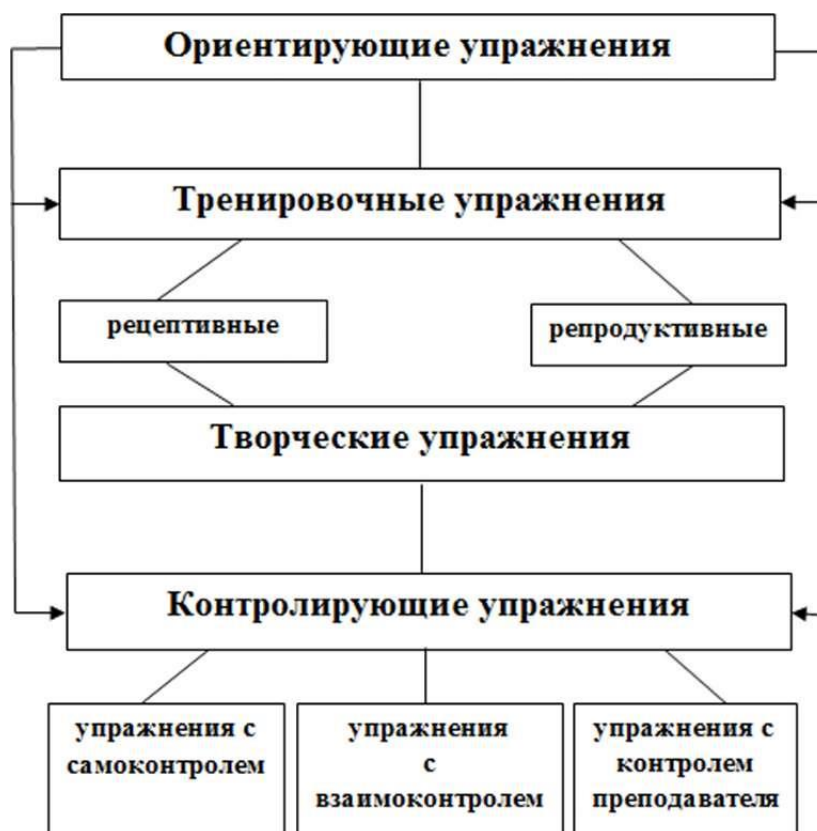 Ориентирующие упражнения
Тренировочные упражнения
рецептивные
репродуктивные
Творческие упражнения
Контролирующие упражнения
упражнения с
самоконтролем
упражнения
с
взаимоконтролем
упражнения с
контролем
преподавателя